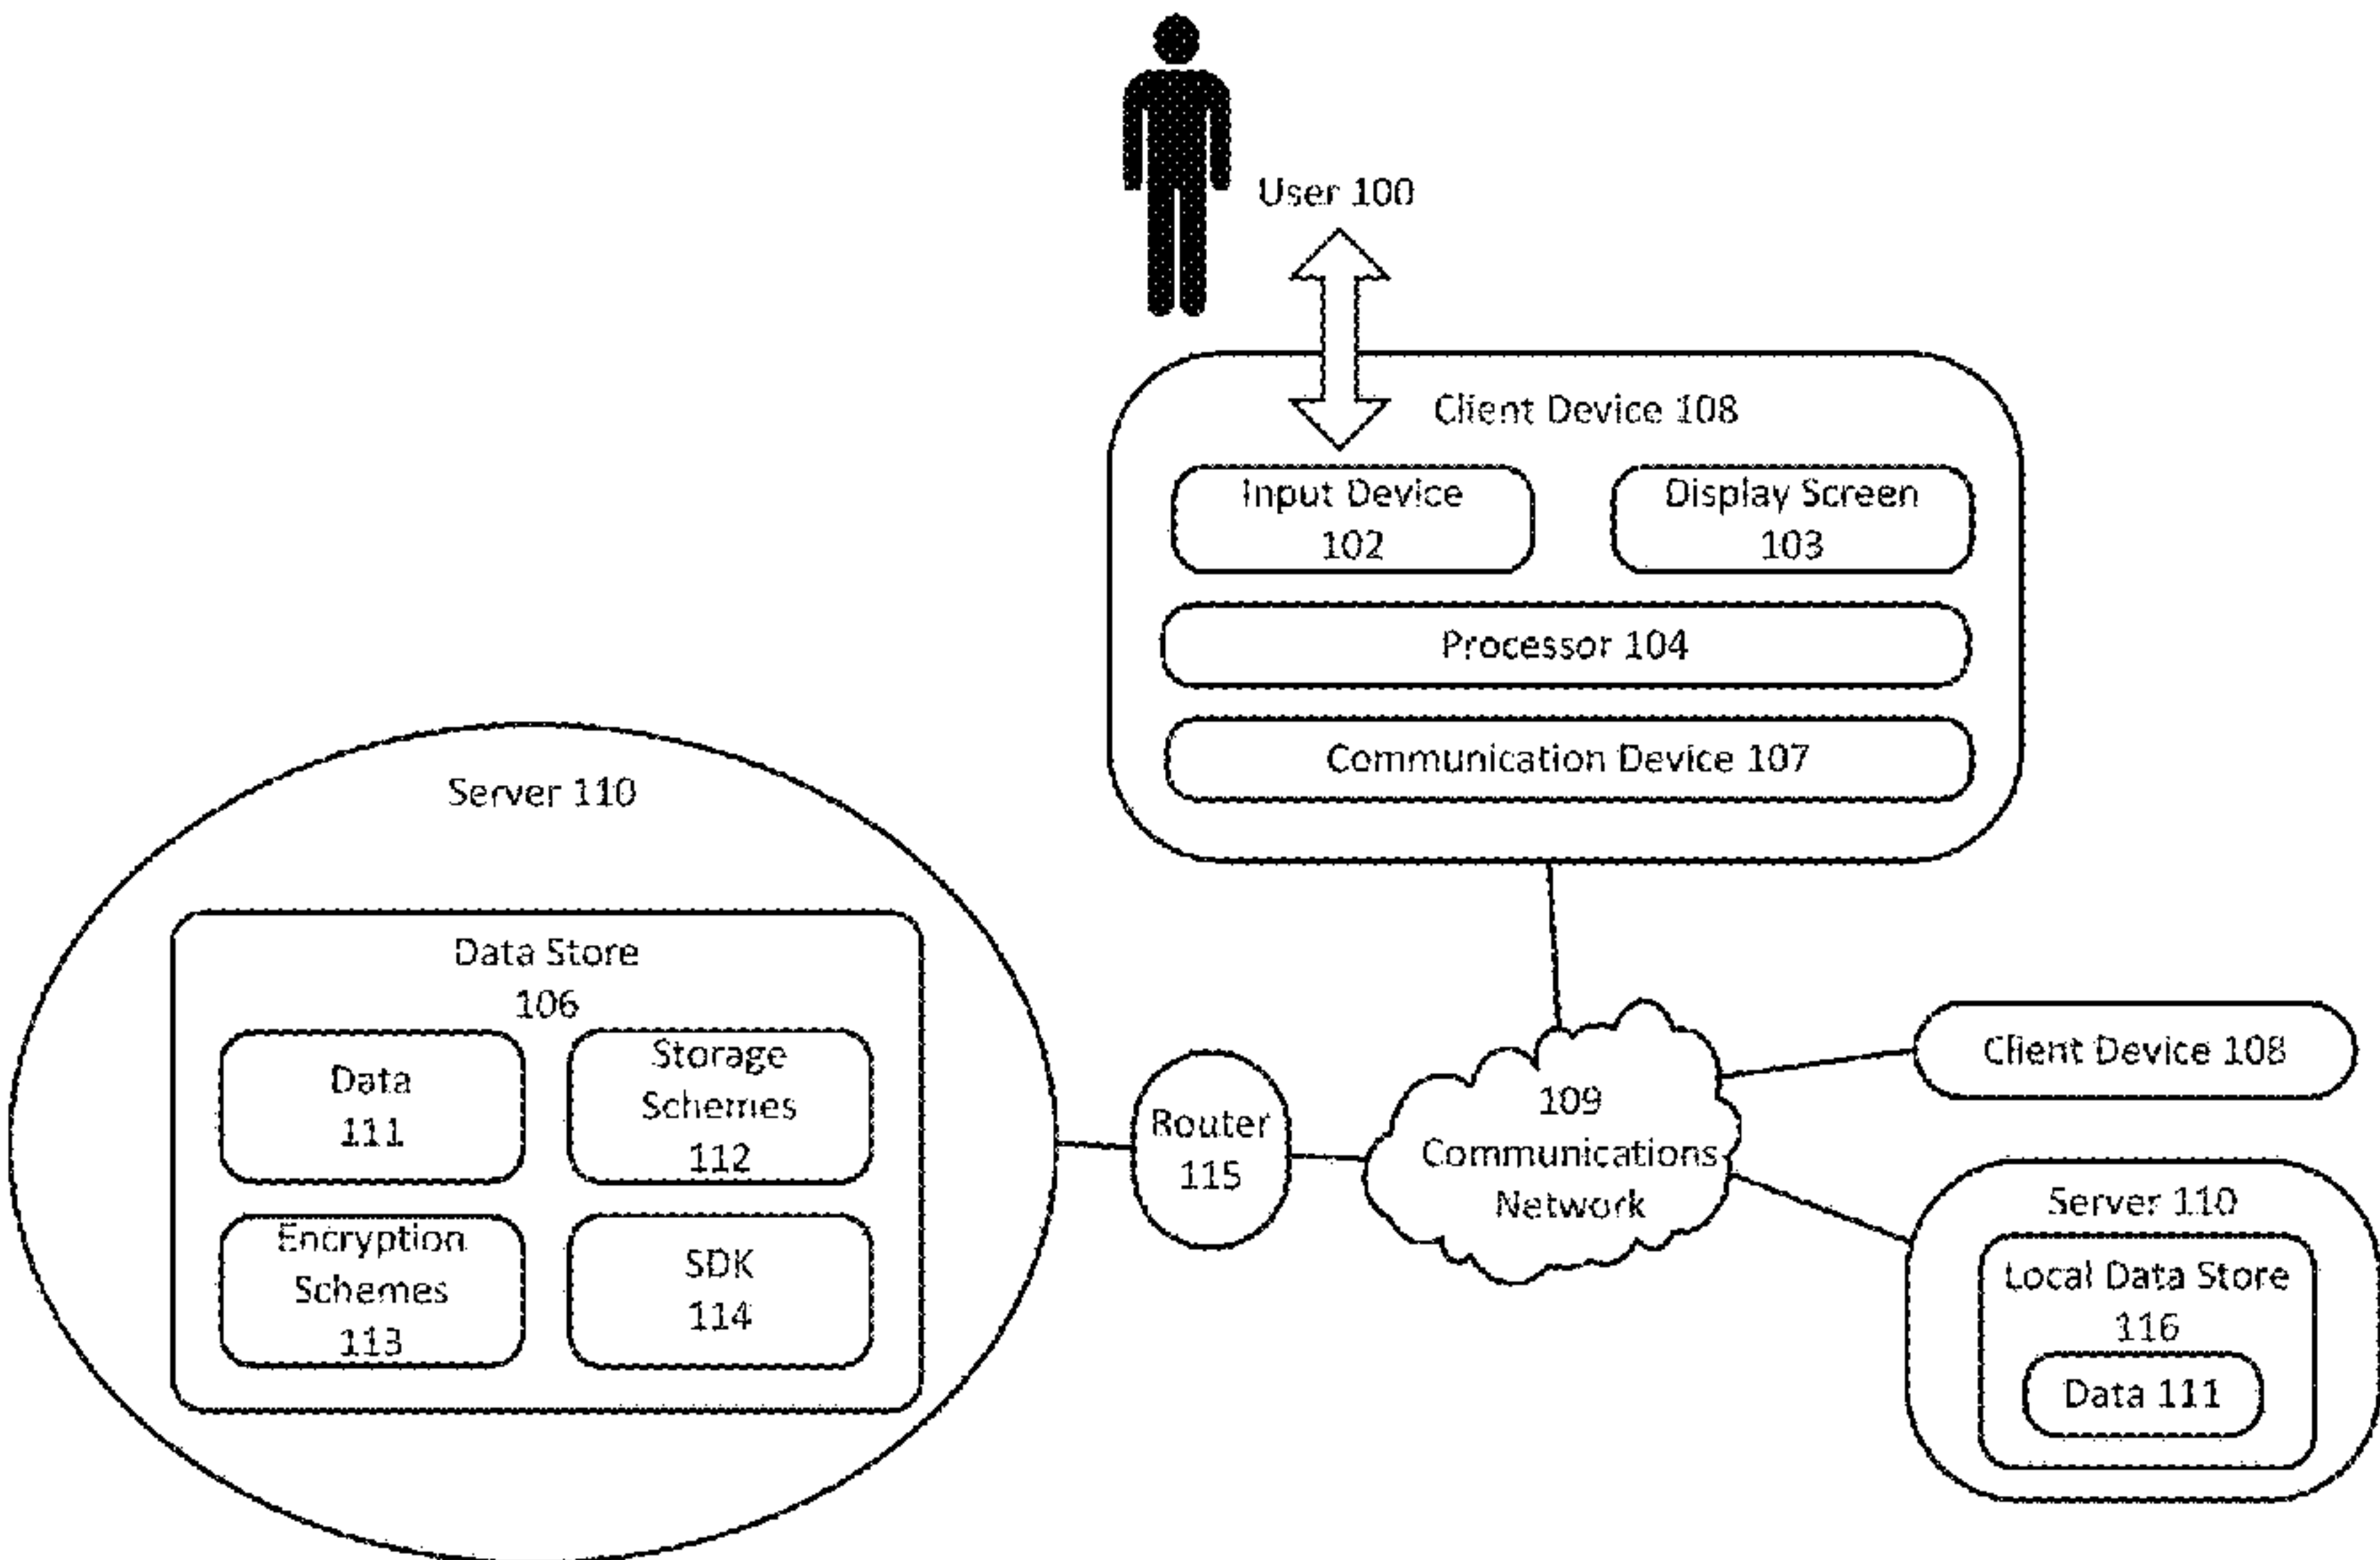 User 100
Client Device 108
Input Device
102
Display Screen
103
Processor 104
Communication Device 107
Server 110
Data Store
106
Data
111
Storage
Schemes
112
Encryption
Schemes
113
SDK
114
Router
115
109
Communications
Network
Client Device 108
Server 110
Local Data Store
116
Data 111